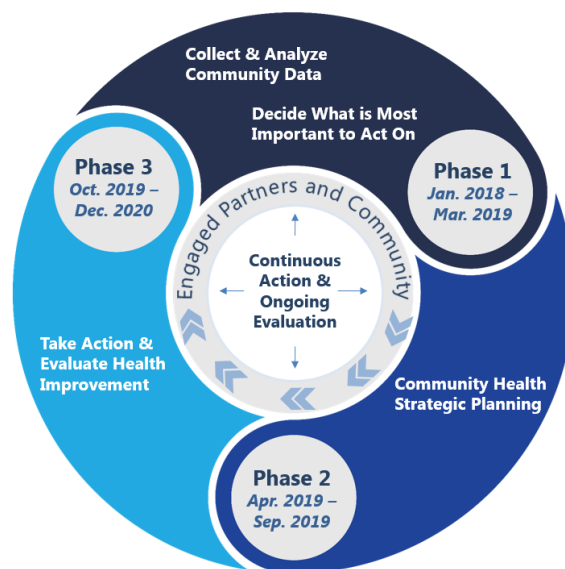 Collect & Analyze
Community Data
Decide What is Most
Important to Act On
Phase 1
Jan. 2018 –
Mar. 2019
Phase 3
Oct. 2019 –
Dec. 2020
Engaged Partners and Community
Continuous
Action &
Ongoing
Evaluation
Take Action &
Evaluate Health
Improvement
Community Health
Strategic Planning
Phase 2
Apr. 2019 –
Sep. 2019